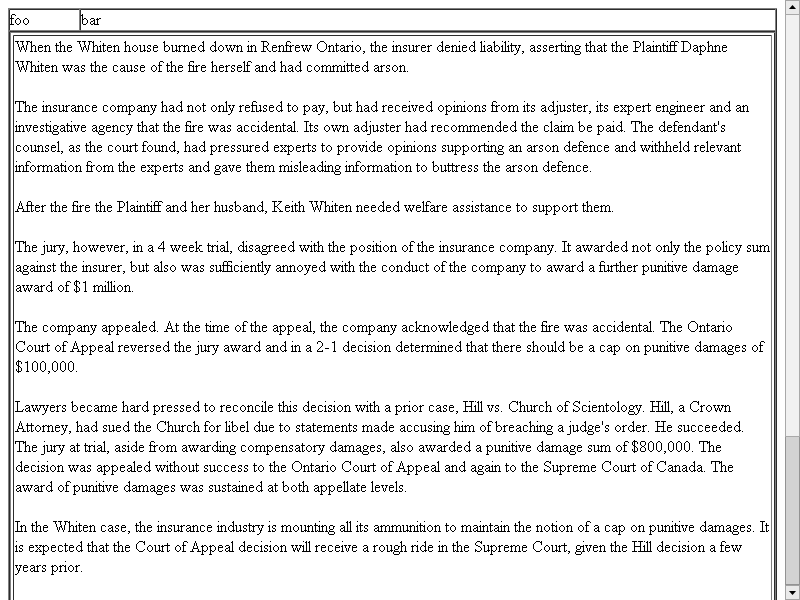 foo bar
When the Whiten house burned down in Renfrew Ontario, the insurer denied liability, asserting that the Plaintiff Daphne
Whiten was the cause of the fire herself and had committed arson.
The insurance company had not only refused to pay, but had received opinions from its adjuster, its expert engineer and an
investigative agency that the fire was accidental. Its own adjuster had recommended the claim be paid. The defendant's
counsel, as the court found, had pressured experts to provide opinions supporting an arson defence and withheld relevant
information from the experts and gave them misleading information to buttress the arson defence.
After the fire the Plaintiff and her husband, Keith Whiten needed welfare assistance to support them.
The jury, however, in a 4 week trial, disagreed with the position of the insurance company. It awarded not only the policy sum
against the insurer, but also was sufficiently annoyed with the conduct of the company to award a further punitive damage
award of $1 million.
The company appealed. At the time of the appeal, the company acknowledged that the fire was accidental. The Ontario
Court of Appeal reversed the jury award and in a 2-1 decision determined that there should be a cap on punitive damages of
$100,000.
Lawyers became hard pressed to reconcile this decision with a prior case, Hill vs. Church of Scientology. Hill, a Crown
Attorney, had sued the Church for libel due to statements made accusing him of breaching a judge's order. He succeeded.
The jury at trial, aside from awarding compensatory damages, also awarded a punitive damage sum of $800,000. The
decision was appealed without success to the Ontario Court of Appeal and again to the Supreme Court of Canada. The
award of punitive damages was sustained at both appellate levels.
In the Whiten case, the insurance industry is mounting all its ammunition to maintain the notion of a cap on punitive damages. It
is expected that the Court of Appeal decision will receive a rough ride in the Supreme Court, given the Hill decision a few
years prior.